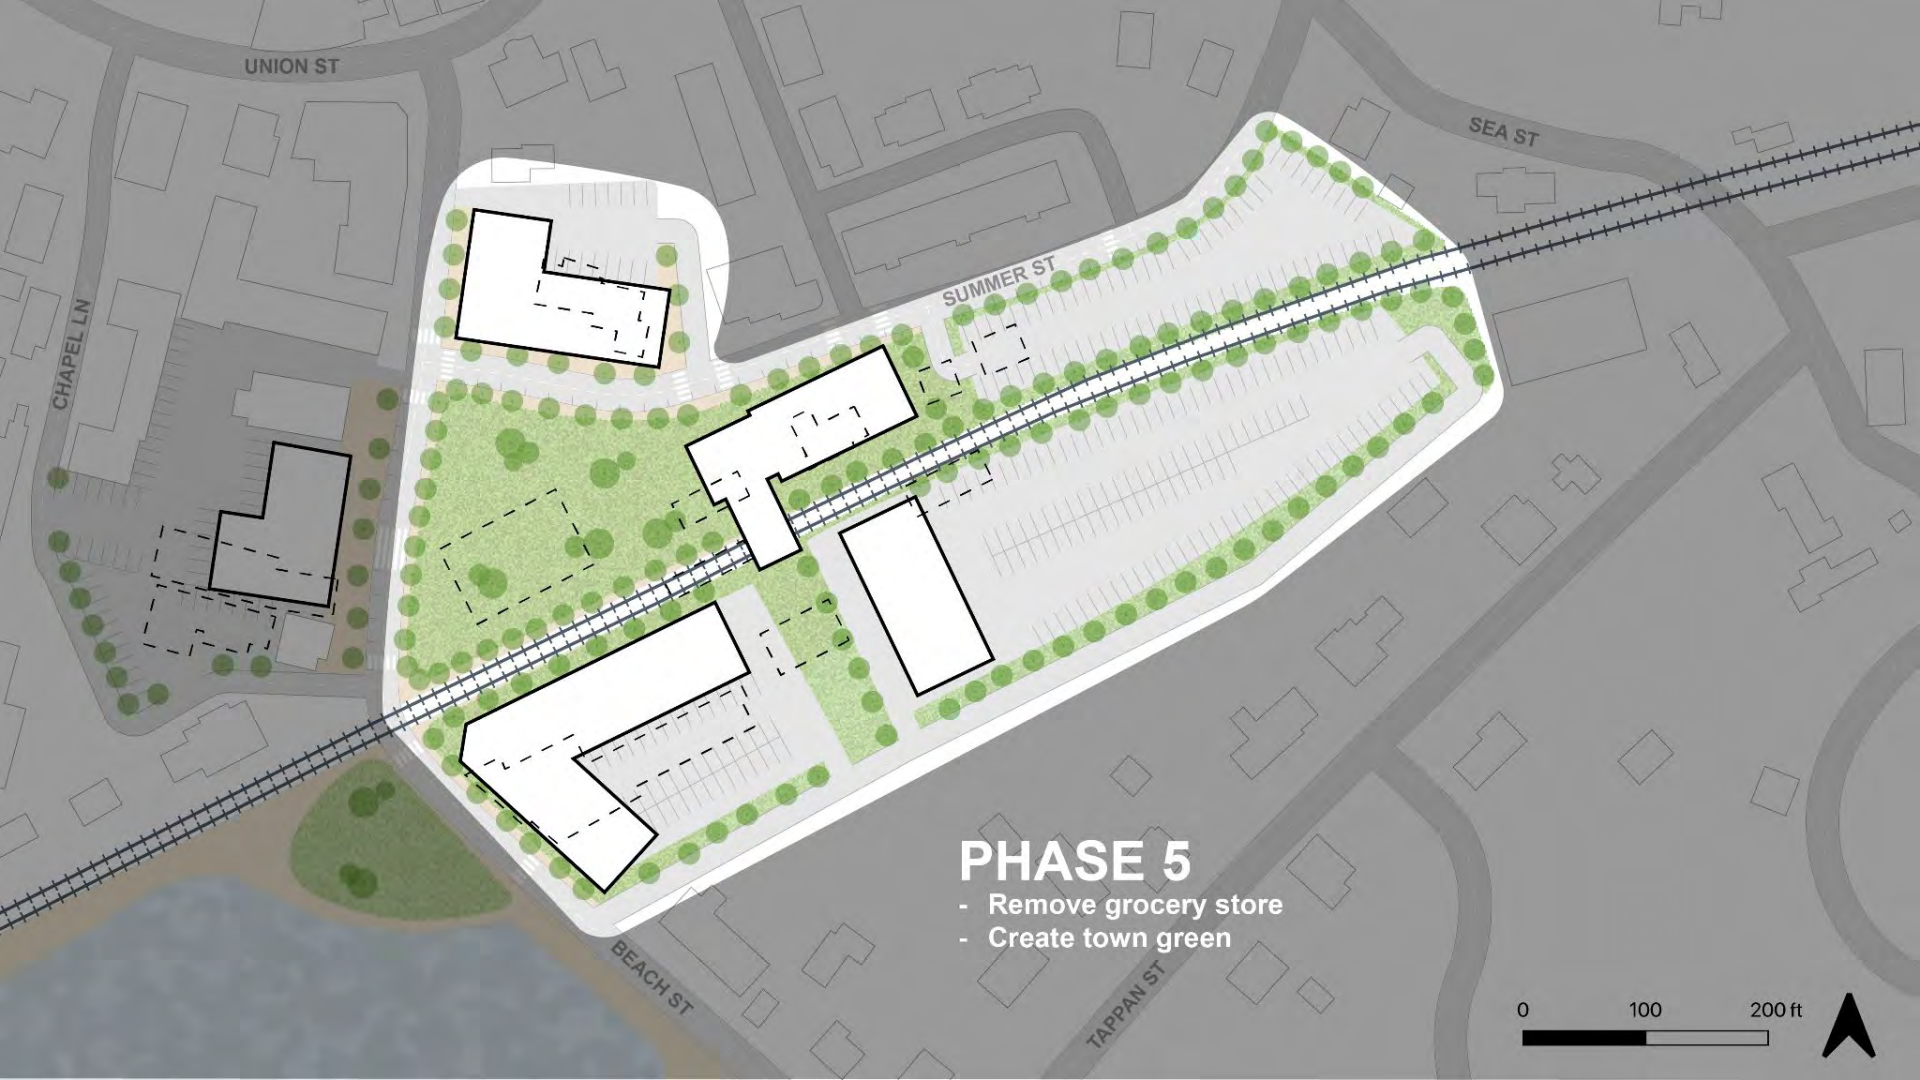 UNION ST
SEA ST
SUMMER ST
CHAPEL LN
PHASE 5
- Remove grocery store
- Create town green
BEACH ST
TAPPAN ST
0 100 200 ft